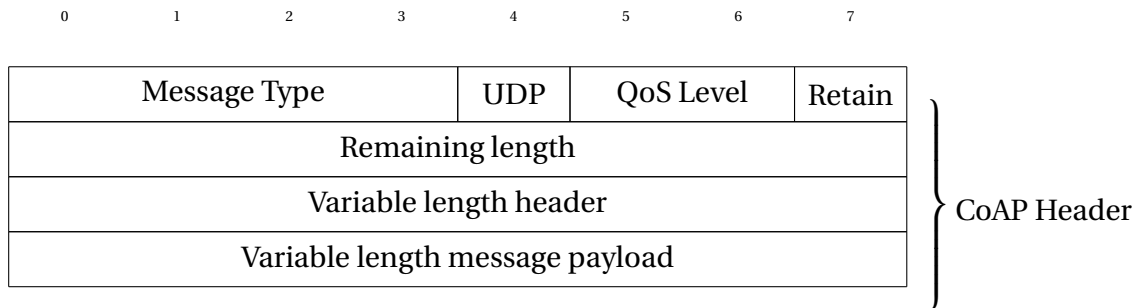 0 1 2 3 4 5 6 7
Message Type UDP QoS Level Retain
Remaining length
Variable length header
CoAP Header
Variable length message payload